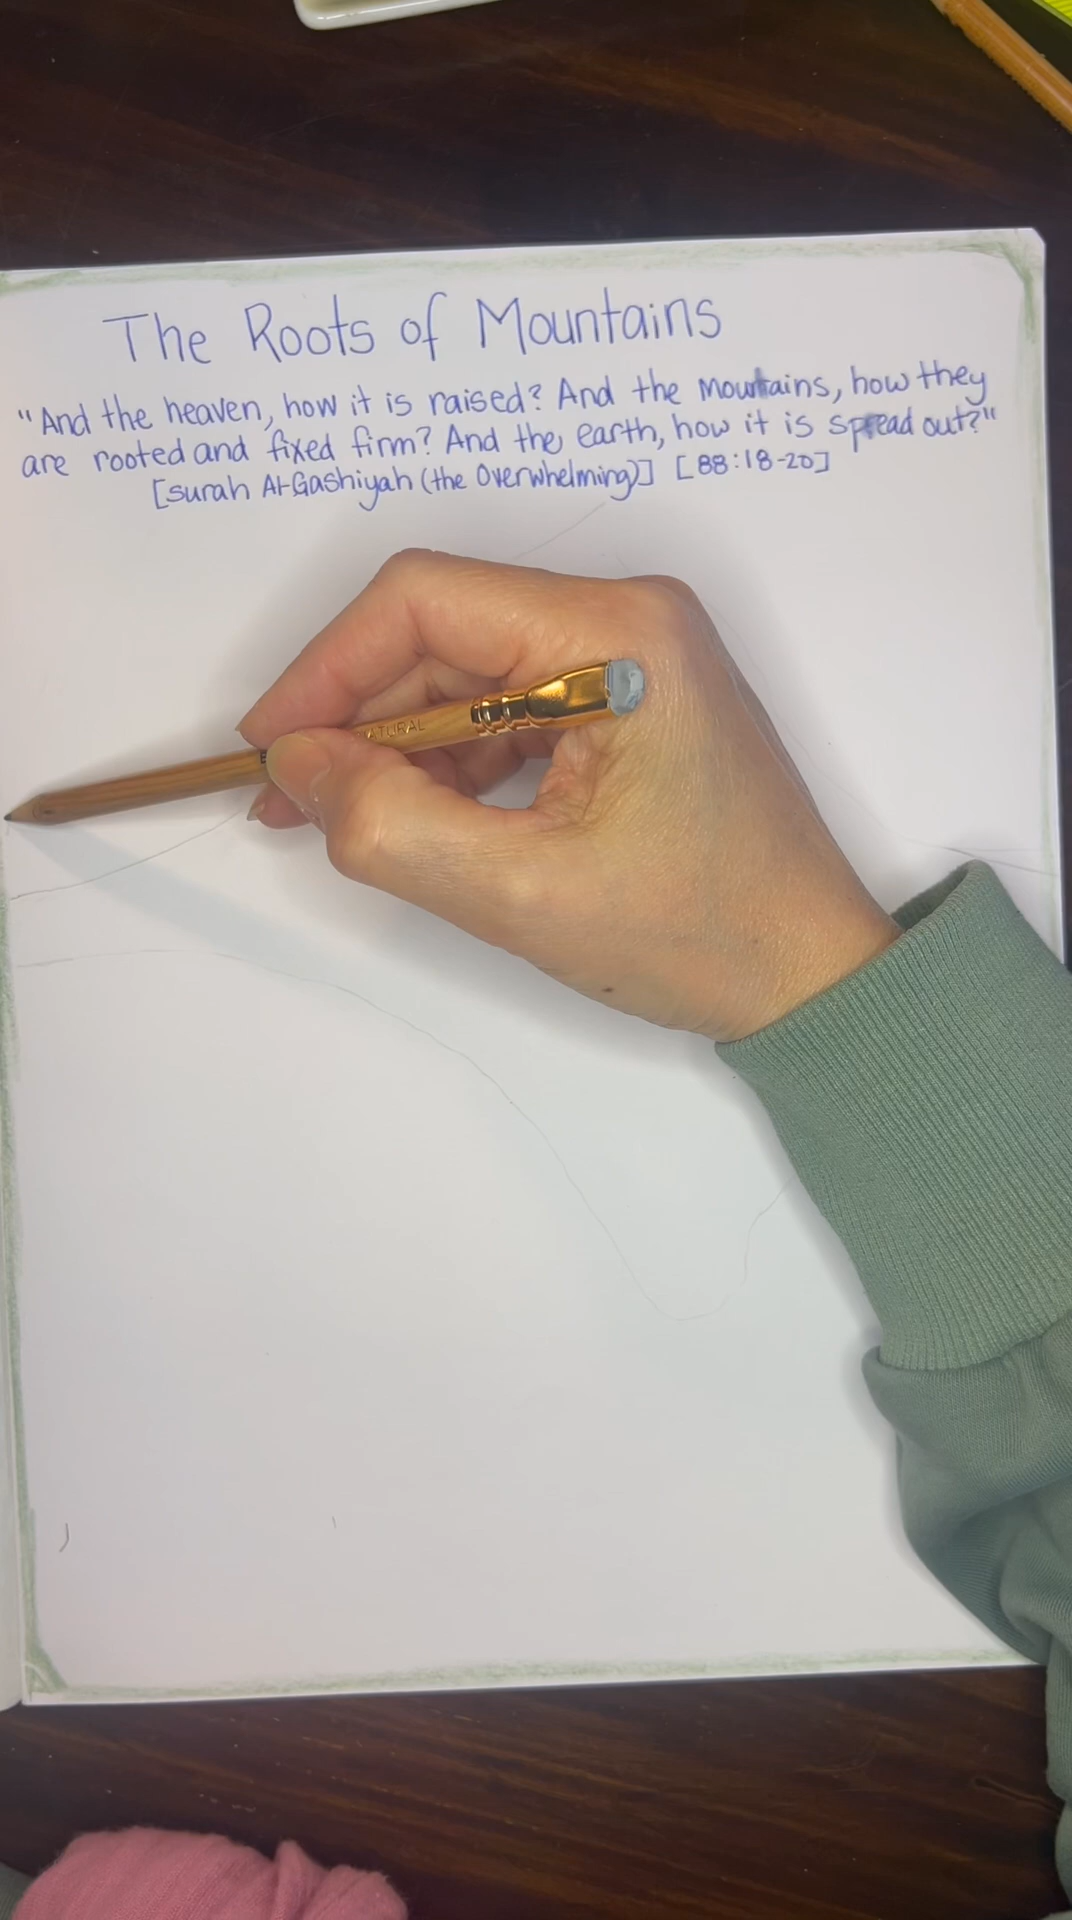 The Roots of Mountains
"And the heaven, how it is raised? And the mountains, how they
are rooted and fixed firm? And the earth, how it is spread out?"
[surah Al-Gashiyah (the Overwhelming)] [88:18-20]
NATURAL